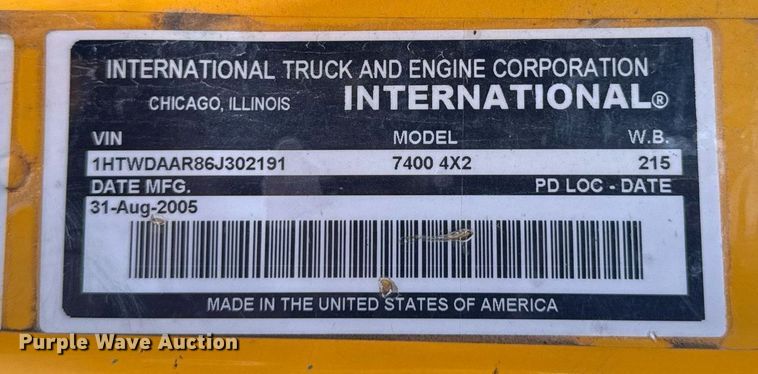 INTERNATIONAL TRUCK AND ENGINE CORPORATION
CHICAGO, ILLINOIS INTERNATIONAL®
VIN MODEL W.B.
1HTWDAAR86J302191 7400 4X2 215
DATE MFG. PD LOC - DATE
31-Aug-2005
MADE IN THE UNITED STATES OF AMERICA
Purple Wave Auction